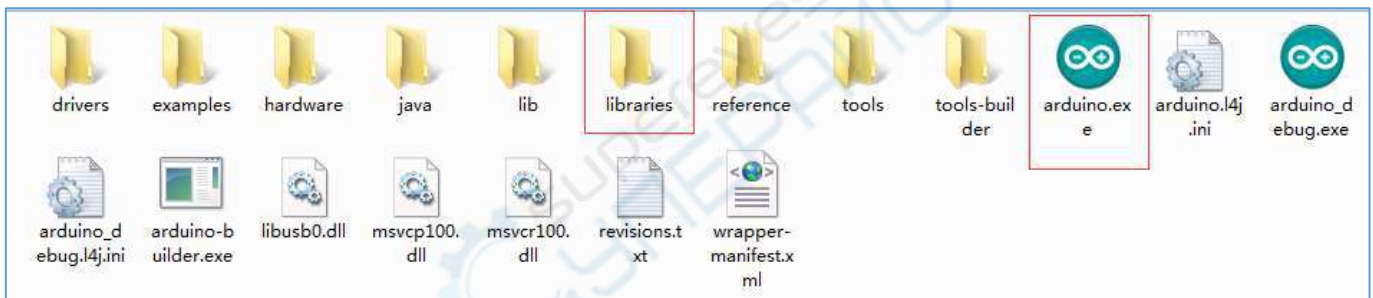 drivers
examples
hardware
java
lib
libraries
reference
tools
tools-buil
der
arduino.ex
e
arduino.l4j
.ini
arduino_d
ebug.exe
arduino_d
ebug.l4j.ini
arduino-b
uilder.exe
libusb0.dll
msvcp100.
dll
msvcr100.
dll
revisions.t
xt
wrapper-
manifest.x
ml